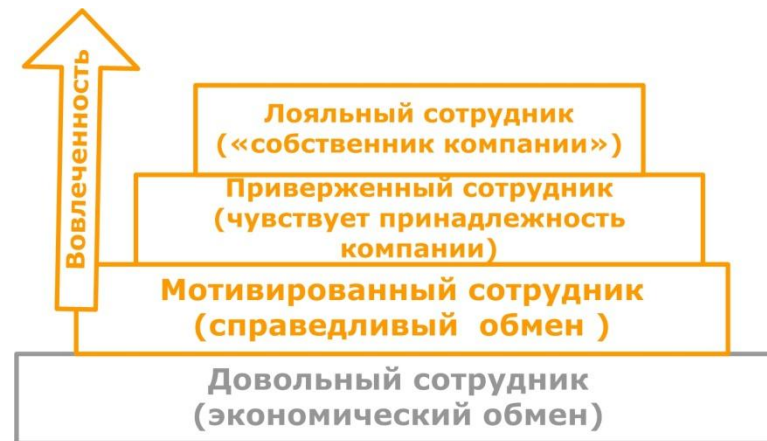 Вовлеченность
Лояльный сотрудник
(«собственник компании»)
Приверженный сотрудник
(чувствует принадлежность
компании)
Мотивированный сотрудник
(справедливый обмен )
Довольный сотрудник
(экономический обмен)